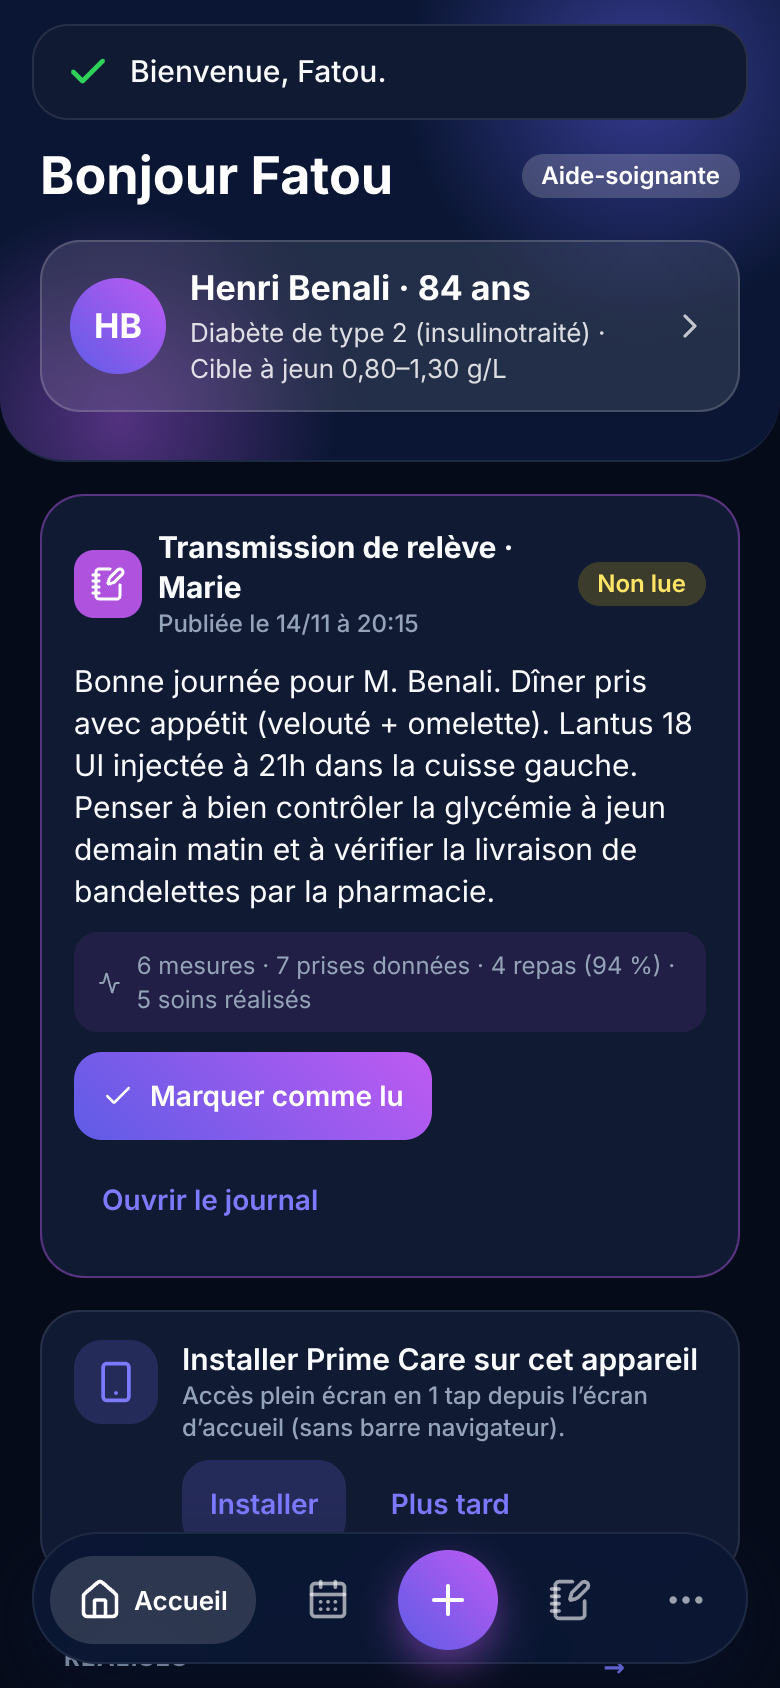 Bienvenue, Fatou.
Bonjour Fatou
Aide-soignante
HB
Henri Benali · 84 ans
Diabète de type 2 (insulinotraité) ·
Cible à jeun 0,80–1,30 g/L
Transmission de relève ·
Marie
Non lue
Publiée le 14/11 à 20:15
Bonne journée pour M. Benali. Dîner pris
avec appétit (velouté + omelette). Lantus 18
UI injectée à 21h dans la cuisse gauche.
Penser à bien contrôler la glycémie à jeun
demain matin et à vérifier la livraison de
bandelettes par la pharmacie.
6 mesures · 7 prises données · 4 repas (94 %) ·
5 soins réalisés
Marquer comme lu
Ouvrir le journal
Installer Prime Care sur cet appareil
Accès plein écran en 1 tap depuis l’écran
d’accueil (sans barre navigateur).
Installer
Plus tard
Accueil